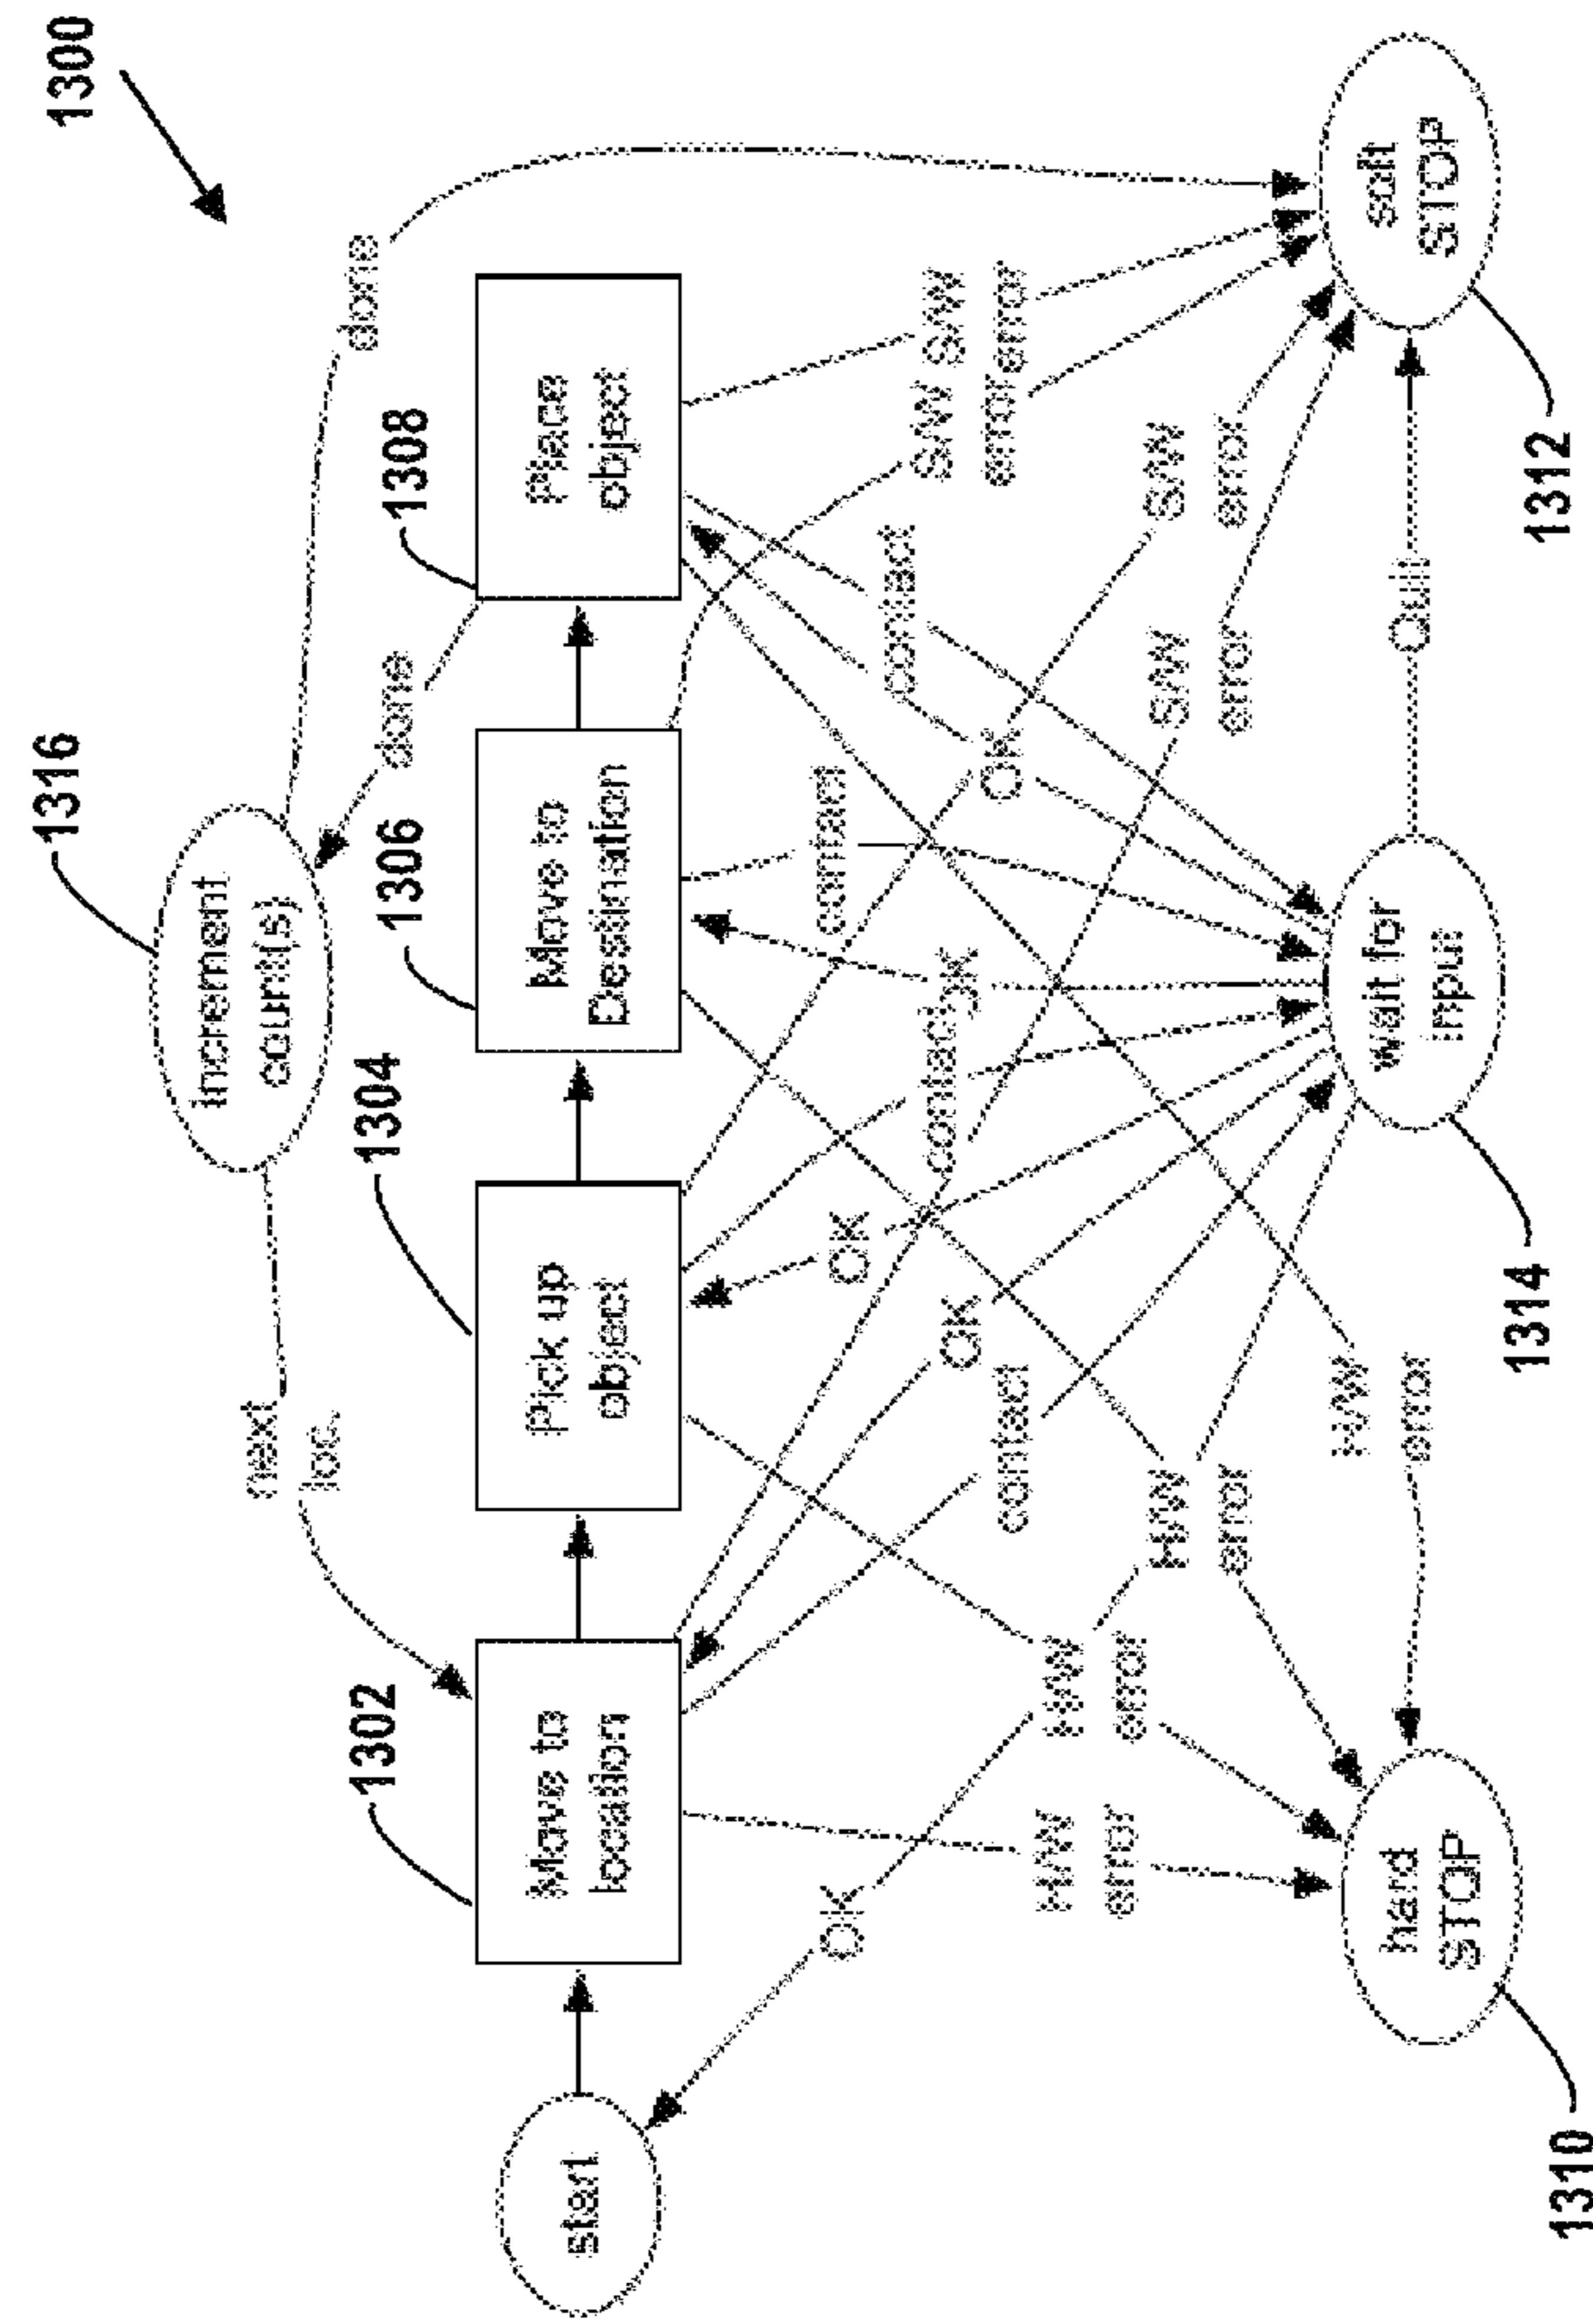 1300
1316
increment
count(s)
done
done
next
loc.
1302
1304
1306
1308
start
Move to
location
Pick up
object
Move to
Destination
Place
object
contact
OK
contact
OK
contact
OK
contact
OK
OK
S/W
error
S/W
error
S/W
error
S/W
error
H/W
error
H/W
error
H/W
error
H/W
error
Quit
hard
STOP
wait for
input
soft
STOP
1310
1314
1312